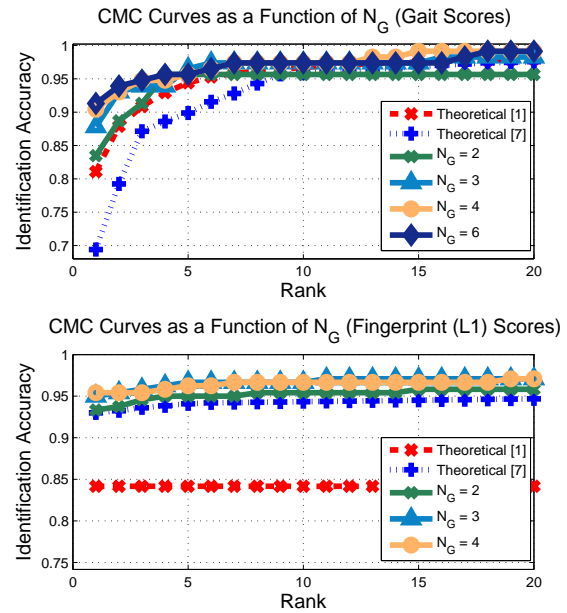 CMC Curves as a Function of N_G (Gait Scores)
Identification Accuracy
1
0.95
0.9
0.85
0.8
0.75
0.7
0 5 10 15 20
Rank
Theoretical [1]
Theoretical [7]
N_G = 2
N_G = 3
N_G = 4
N_G = 6
CMC Curves as a Function of N_G (Fingerprint (L1) Scores)
Identification Accuracy
1
0.95
0.9
0.85
0.8
0.75
0 5 10 15 20
Rank
Theoretical [1]
Theoretical [7]
N_G = 2
N_G = 3
N_G = 4